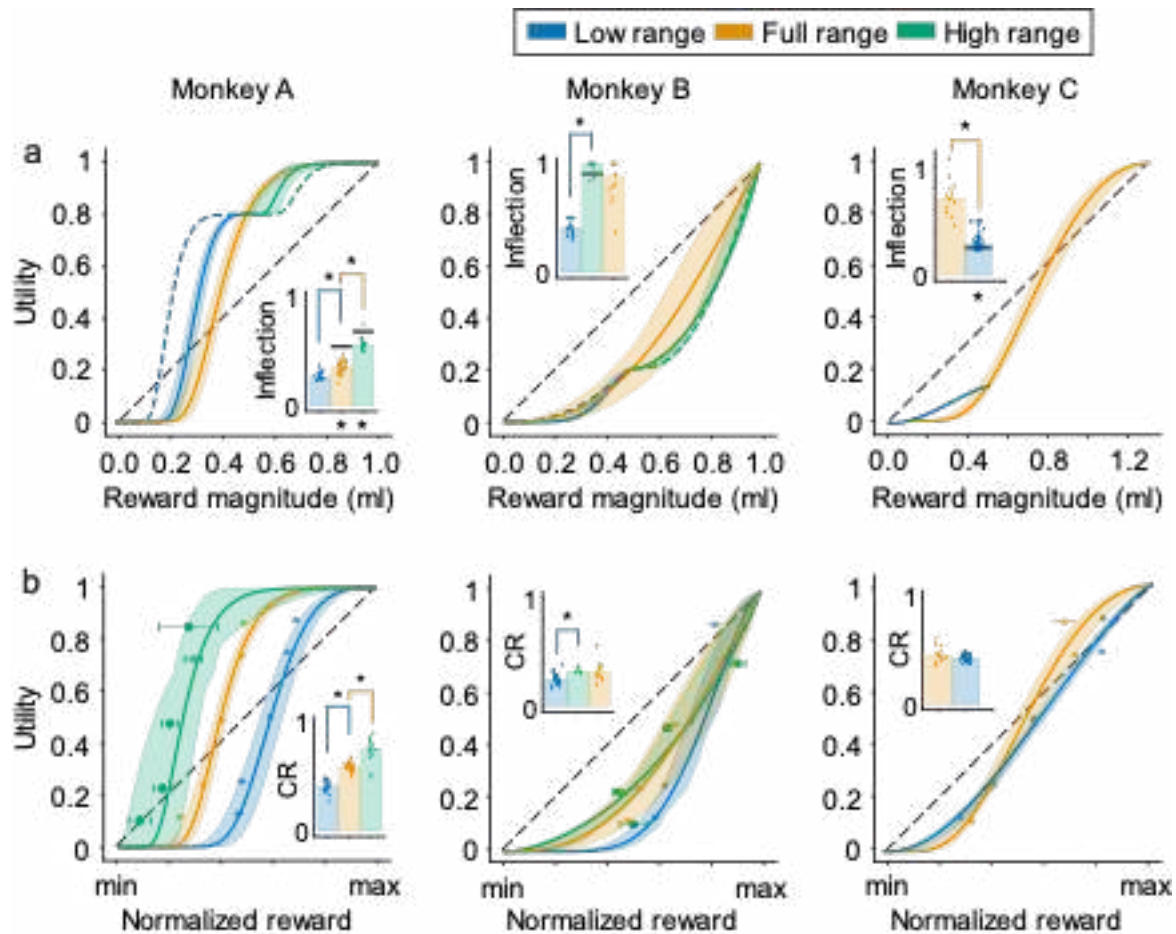 Low range Full range High range
Monkey A Monkey B Monkey C
a
Utility
1
0.8
0.6
0.4
0.2
0
0.0 0.2 0.4 0.6 0.8 1.0
Reward magnitude (ml)
Inflection
1
0
*
*
* *
1
0.8
0.6
0.4
0.2
0
0.0 0.2 0.4 0.6 0.8 1.0
Reward magnitude (ml)
Inflection
1
0
*
1
0.8
0.6
0.4
0.2
0
0.0 0.4 0.8 1.2
Reward magnitude (ml)
Inflection
1
0
*
*
b
Utility
1
0.8
0.6
0.4
0.2
0
min max
Normalized reward
CR
1
0
*
*
1
0.8
0.6
0.4
0.2
0
min max
Normalized reward
CR
1
0
*
1
0.8
0.6
0.4
0.2
0
min max
Normalized reward
CR
1
0